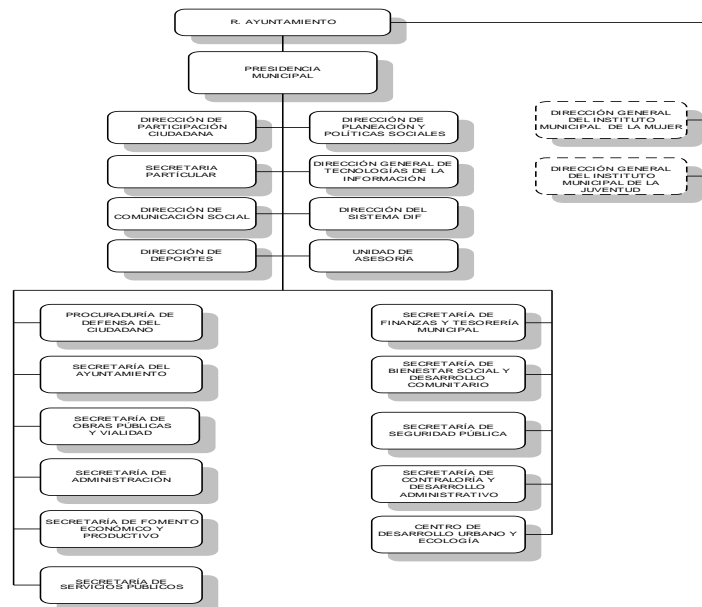 R. AYUNTAMIENTO
PRESIDENCIA
MUNICIPAL
DIRECCIÓN DE
PARTICIPACIÓN
CIUDADANA
DIRECCIÓN DE
PLANEACIÓN Y
POLÍTICAS SOCIALES
DIRECCIÓN GENERAL
DEL INSTITUTO
MUNICIPAL DE LA MUJER
SECRETARIA
PARTÍCULAR
DIRECCIÓN GENERAL DE
TECNOLOGÍAS DE LA
INFORMACIÓN
DIRECCIÓN GENERAL
DEL INSTITUTO
MUNICIPAL DE LA
JUVENTUD
DIRECCIÓN DE
COMUNICACIÓN SOCIAL
DIRECCIÓN DEL
SISTEMA DIF
DIRECCIÓN DE
DEPORTES
UNIDAD DE
ASESORÍA
PROCURADURÍA DE
DEFENSA DEL
CIUDADANO
SECRETARÍA DEL
AYUNTAMIENTO
SECRETARÍA DE
OBRAS PÚBLICAS
Y VIALIDAD
SECRETARÍA DE
ADMINISTRACIÓN
SECRETARÍA DE FOMENTO
ECONÓMICO Y
PRODUCTIVO
SECRETARÍA DE
SERVICIOS PÚBLICOS
SECRETARÍA DE
FINANZAS Y TESORERÍA
MUNICIPAL
SECRETARÍA DE
BIENESTAR SOCIAL Y
DESARROLLO
COMUNITARIO
SECRETARÍA DE
SEGURIDAD PÚBLICA
SECRETARÍA DE
CONTRALORÍA Y
DESARROLLO
ADMINISTRATIVO
CENTRO DE
DESARROLLO URBANO Y
ECOLOGÍA